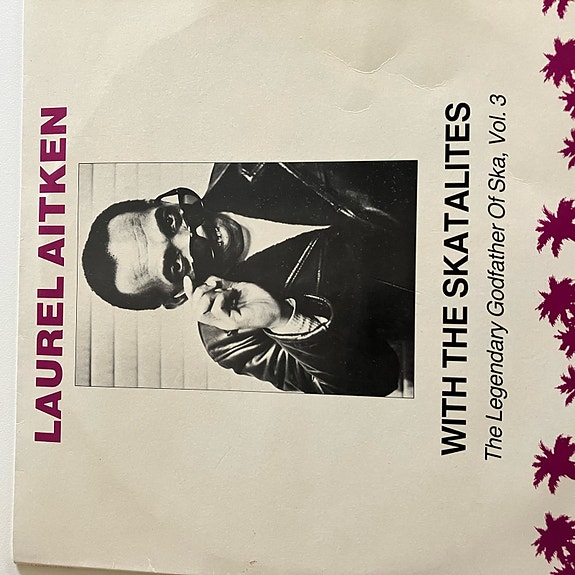 LAUREL AITKEN
WITH THE SKATALITES
The Legendary Godfather Of Ska, Vol. 3